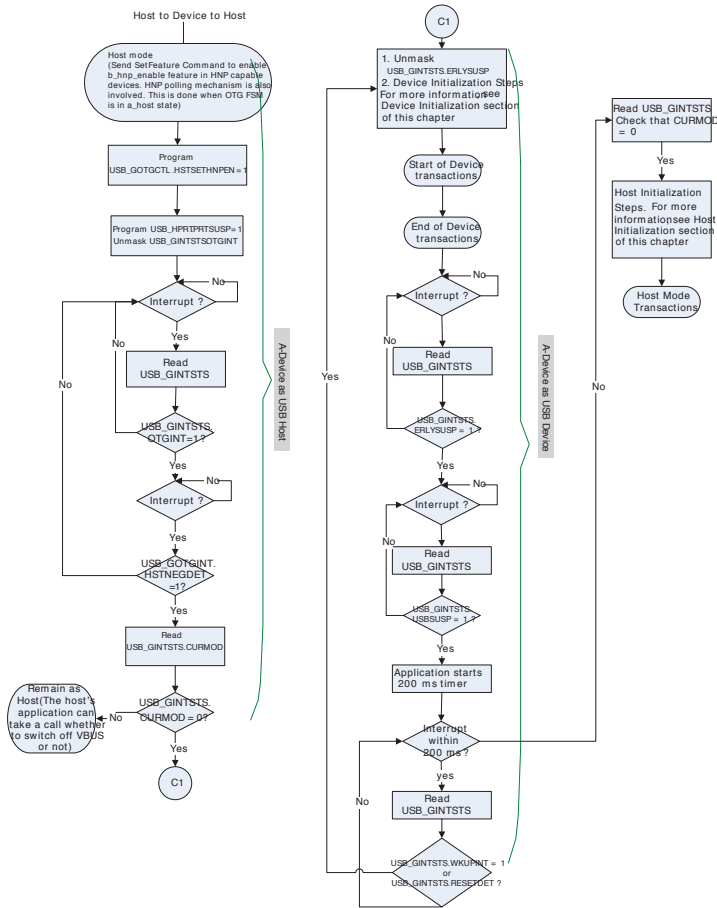 Host to Device to Host
Host mode
(Send SetFeature Command to enable
b_hnp_enable feature in HNP capable
devices. HNP polling mechanism is also
involved. This is done when OTG FSM
is in a_host state)
Program
USB_GOTGCTL.HSTSETHNPEN = 1
Program USB_HPRT.PRTSUSP = 1
Unmask USB_GINTSTS.OTGINT
Interrupt ?
No
Yes
Read
USB_GINTSTS
No
No
USB_GINTSTS.
OTGINT=1?
Yes
Interrupt ?
No
Yes
USB_GOTGINT.
HSTNEGDET
=1?
Yes
Read
USB_GINTSTS.CURMOD
USB_GINTSTS.
CURMOD = 0?
No
Remain as
Host(The host's
application can
take a call whether
to switch off VBUS
or not)
Yes
C1
A-Device as USB Host
C1
1. Unmask
USB_GINTSTS.ERLYSUSP
2. Device Initialization Steps
For more information, see
Device Initialization section
of this chapter
Start of Device
transactions
End of Device
transactions
Interrupt ?
No
No
Read
USB_GINTSTS
USB_GINTSTS.
ERLYSUSP = 1 ?
Yes
Interrupt ?
No
No
Read
USB_GINTSTS
USB_GINTSTS.
USBSUSP = 1 ?
Yes
Application starts
200 ms timer
Interrupt
within
200 ms ?
yes
Read
USB_GINTSTS
No
USB_GINTSTS.WKUPINT = 1
or
USB_GINTSTS.RESETDET ?
Yes
A-Device as USB Device
No
Read USB_GINTSTS
Check that CURMOD
= 0
Yes
Host Initialization
Steps. For more
information, see Host
Initialization section
of this chapter
Host Mode
Transactions